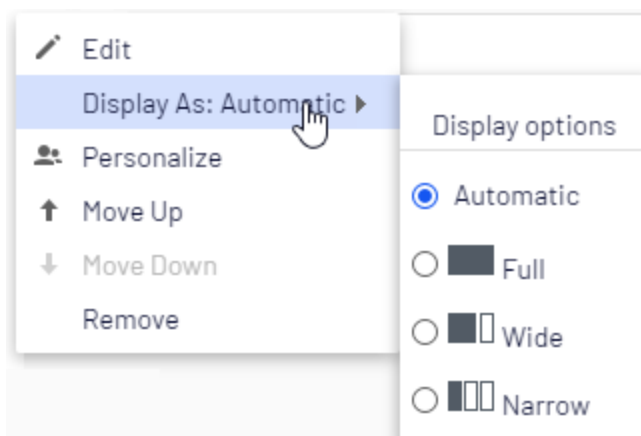 Edit
Display As: Automatic
Personalize
Move Up
Move Down
Remove
Display options
Automatic
Full
Wide
Narrow